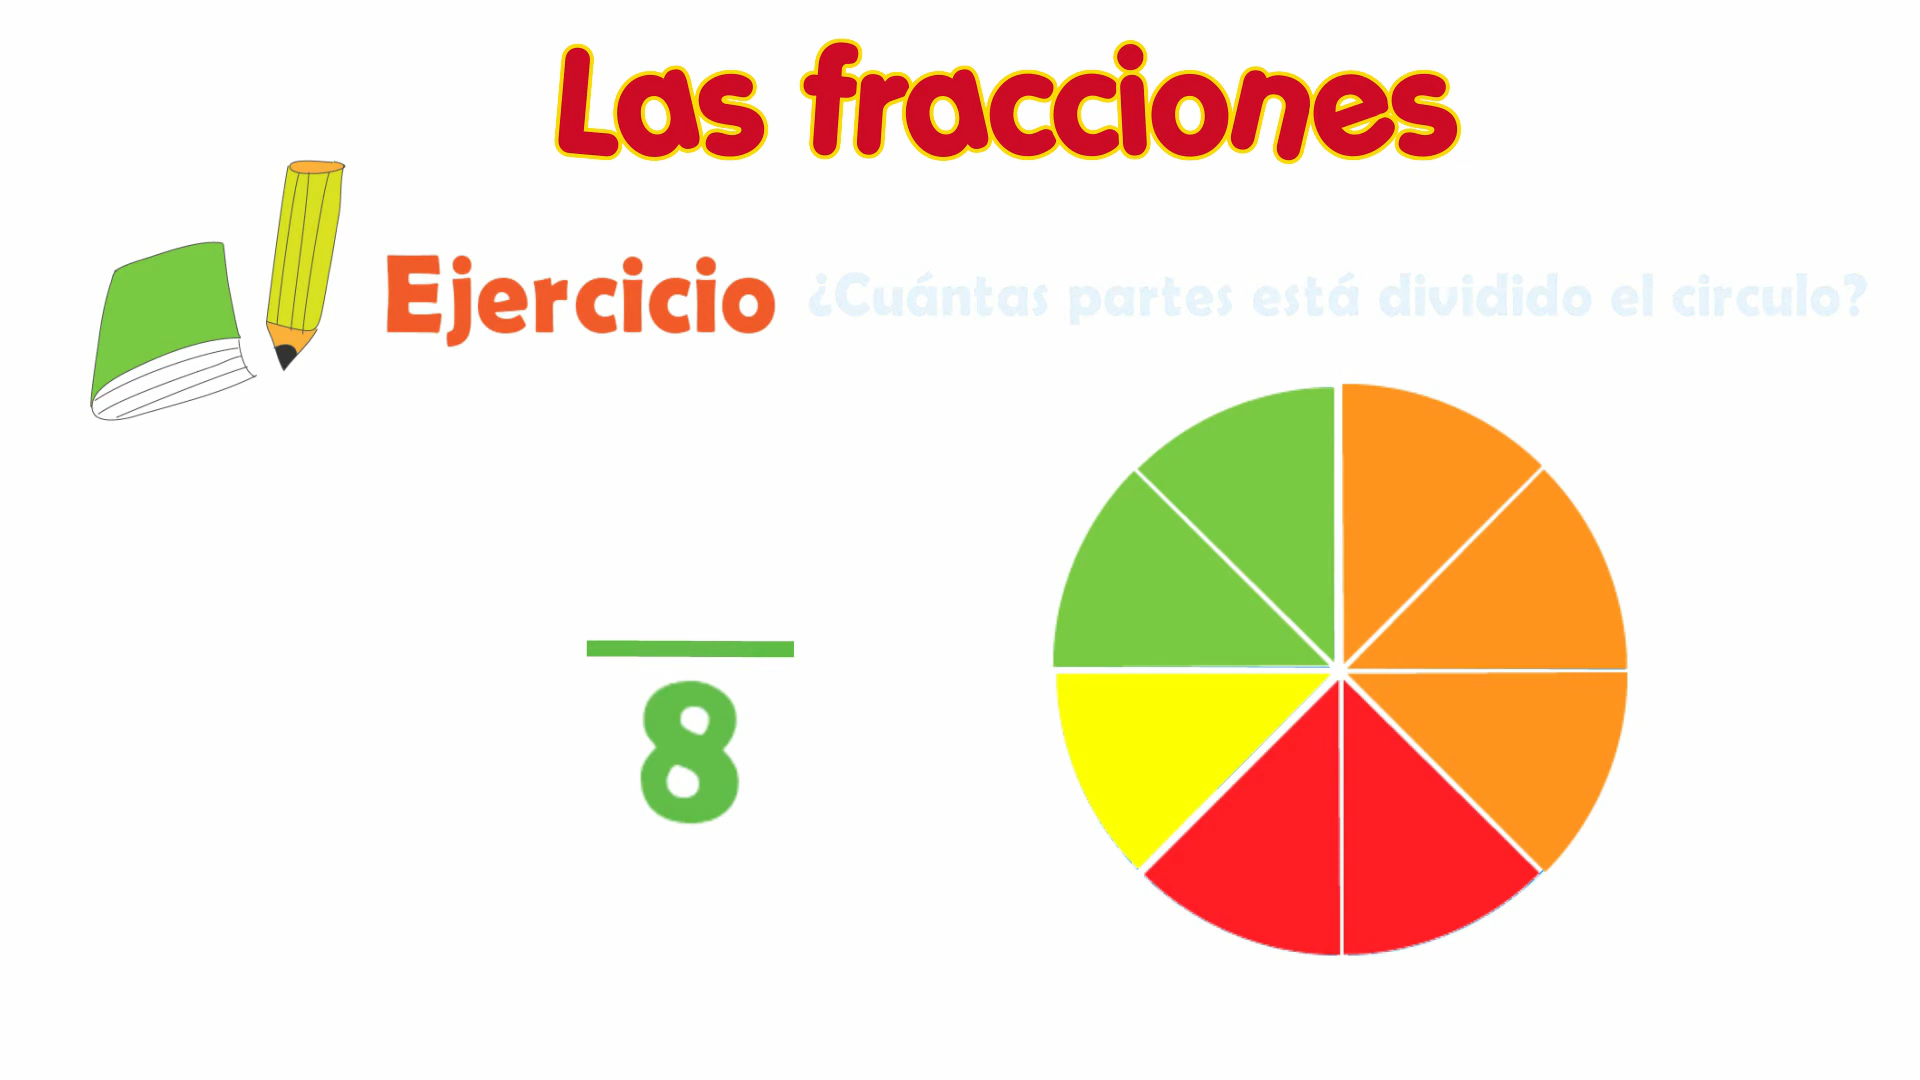 Las fracciones
Ejercicio ¿Cuántas partes está dividido el circulo?
8